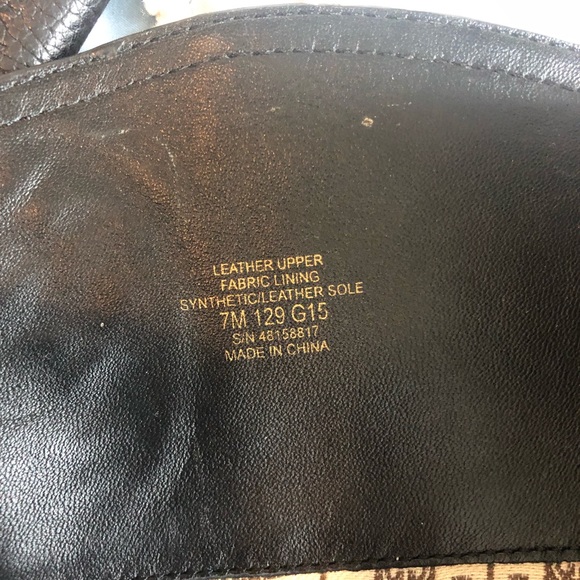 LEATHER UPPER
FABRIC LINING
SYNTHETIC/LEATHER SOLE
7M 129 G15
S/N 48158817
MADE IN CHINA